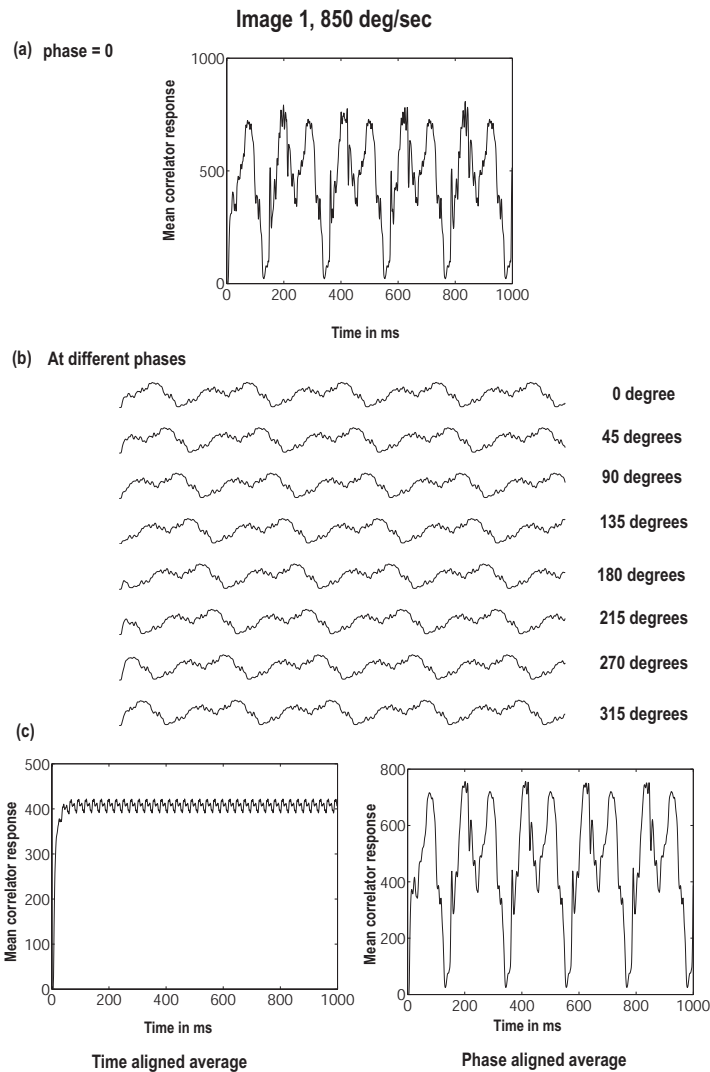 Image 1, 850 deg/sec
(a) phase = 0
Mean correlator response
1000
500
0
0 200 400 600 800 1000
Time in ms
(b) At different phases
0 degree
45 degrees
90 degrees
135 degrees
180 degrees
215 degrees
270 degrees
315 degrees
(c)
Mean correlator response
500
400
300
200
100
0
0 200 400 600 800 1000
Time in ms
Time aligned average
Mean correlator response
800
600
400
200
0
0 200 400 600 800 1000
Time in ms
Phase aligned average